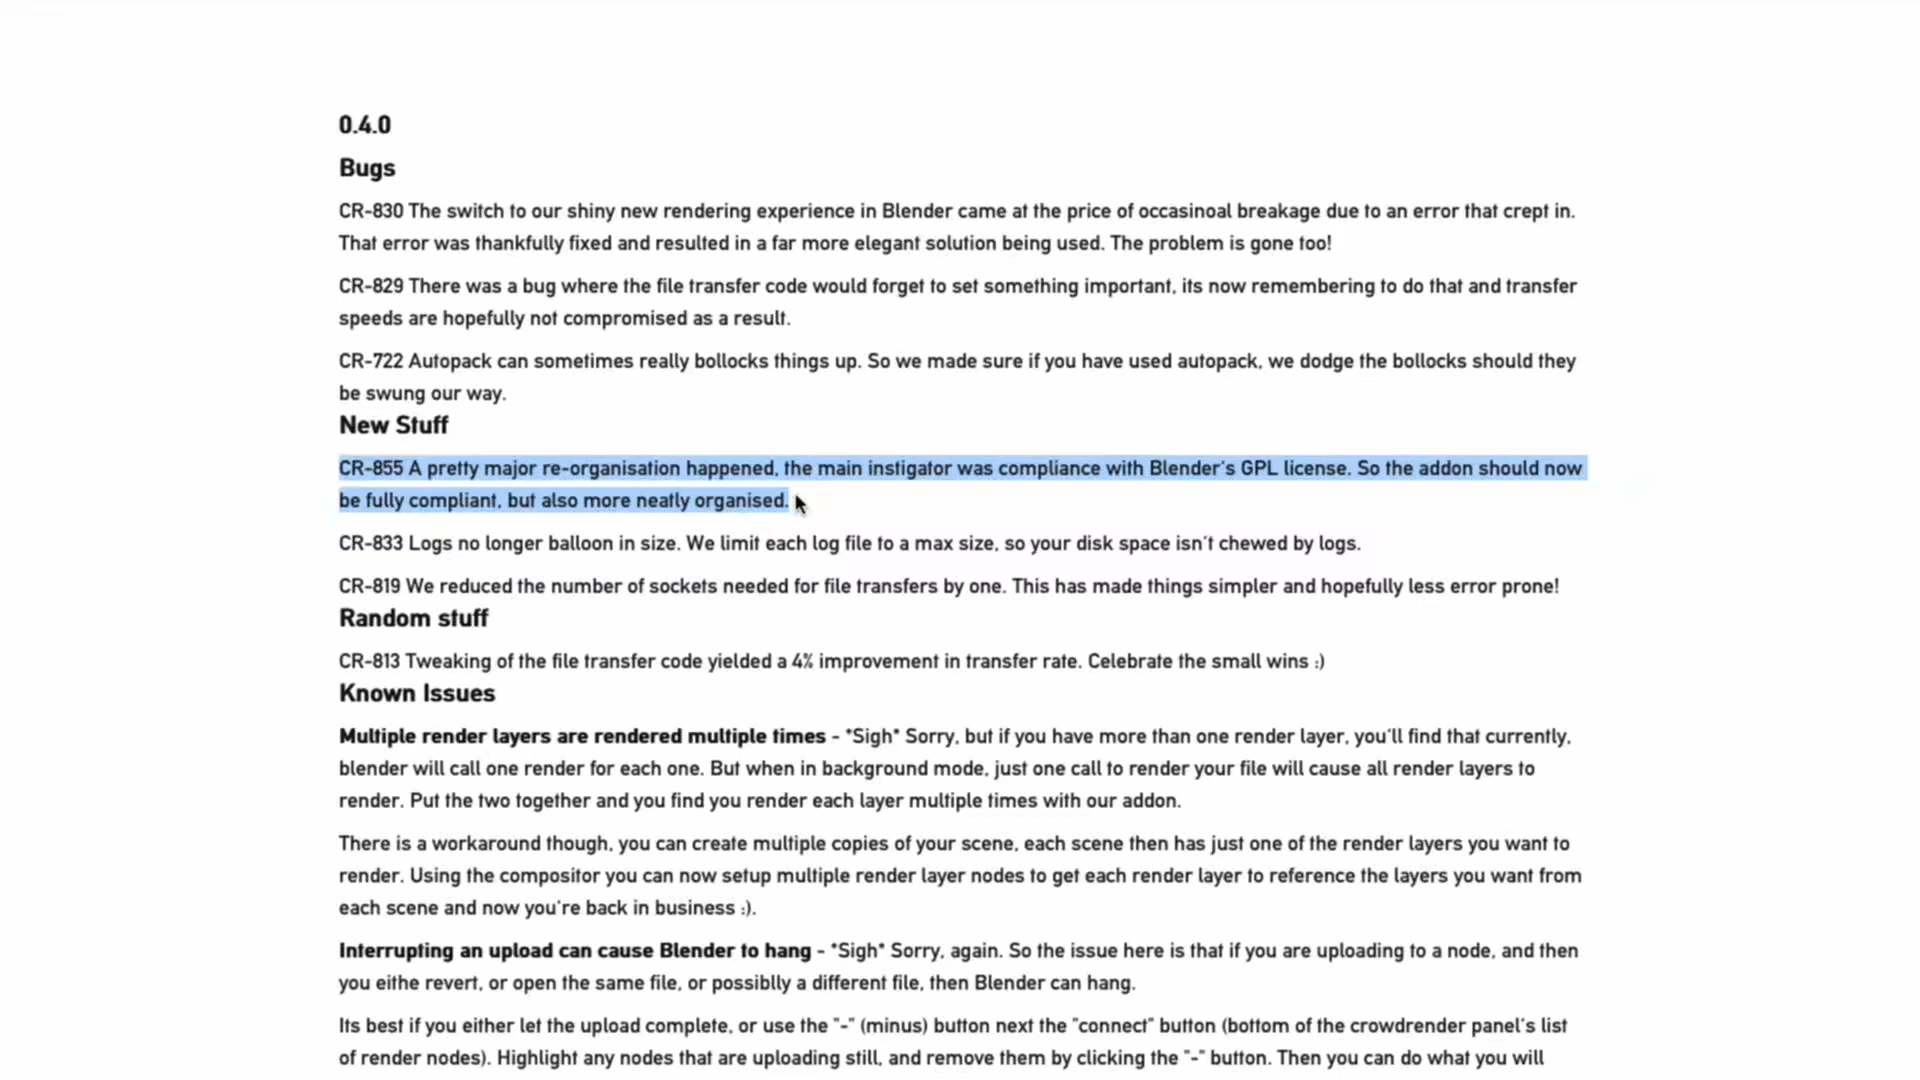 0.4.0
Bugs
CR-830 The switch to our shiny new rendering experience in Blender came at the price of occasinoal breakage due to an error that crept in.
That error was thankfully fixed and resulted in a far more elegant solution being used. The problem is gone too!
CR-829 There was a bug where the file transfer code would forget to set something important, its now remembering to do that and transfer
speeds are hopefully not compromised as a result.
CR-722 Autopack can sometimes really bollocks things up. So we made sure if you have used autopack, we dodge the bollocks should they
be swung our way.
New Stuff
CR-855 A pretty major re-organisation happened, the main instigator was compliance with Blender's GPL license. So the addon should now
be fully compliant, but also more neatly organised.
CR-833 Logs no longer balloon in size. We limit each log file to a max size, so your disk space isn't chewed by logs.
CR-819 We reduced the number of sockets needed for file transfers by one. This has made things simpler and hopefully less error prone!
Random stuff
CR-813 Tweaking of the file transfer code yielded a 4% improvement in transfer rate. Celebrate the small wins :)
Known Issues
Multiple render layers are rendered multiple times - *Sigh* Sorry, but if you have more than one render layer, you'll find that currently,
blender will call one render for each one. But when in background mode, just one call to render your file will cause all render layers to
render. Put the two together and you find you render each layer multiple times with our addon.
There is a workaround though, you can create multiple copies of your scene, each scene then has just one of the render layers you want to
render. Using the compositor you can now setup multiple render layer nodes to get each render layer to reference the layers you want from
each scene and now you're back in business :).
Interrupting an upload can cause Blender to hang - *Sigh* Sorry, again. So the issue here is that if you are uploading to a node, and then
you eithe revert, or open the same file, or possiblly a different file, then Blender can hang.
Its best if you either let the upload complete, or use the "-" (minus) button next the "connect" button (bottom of the crowdrender panel's list
of render nodes). Highlight any nodes that are uploading still, and remove them by clicking the "-" button. Then you can do what you will